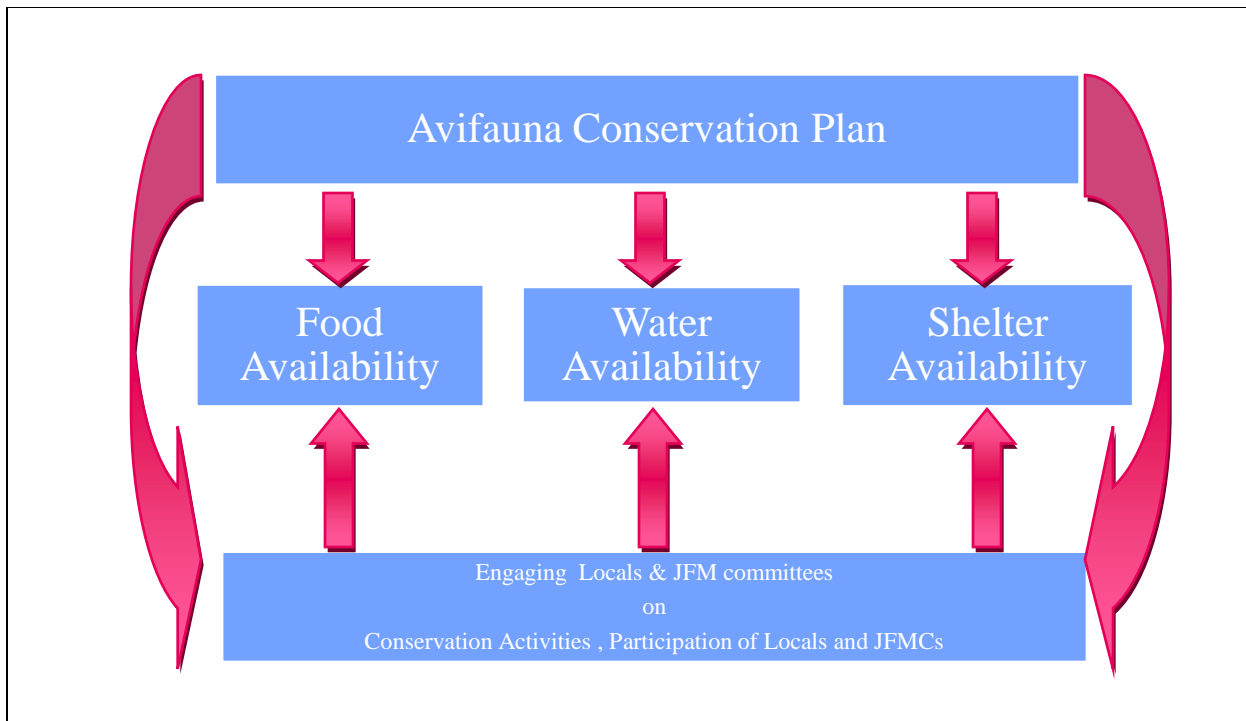 Avifauna Conservation Plan
Food
Availability
Water
Availability
Shelter
Availability
Engaging  Locals & JFM committees
on
Conservation Activities , Participation of Locals and JFMCs